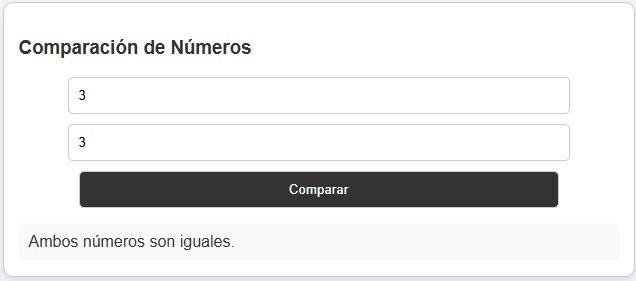 Comparación de Números
3
3
Comparar
Ambos números son iguales.